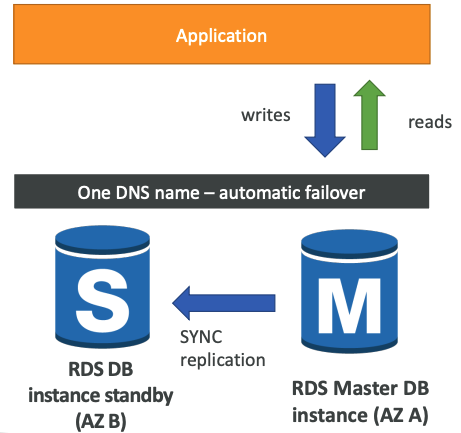 Application
writes
reads
One DNS name – automatic failover
S
M
SYNC
replication
RDS DB
instance standby
(AZ B)
RDS Master DB
instance (AZ A)